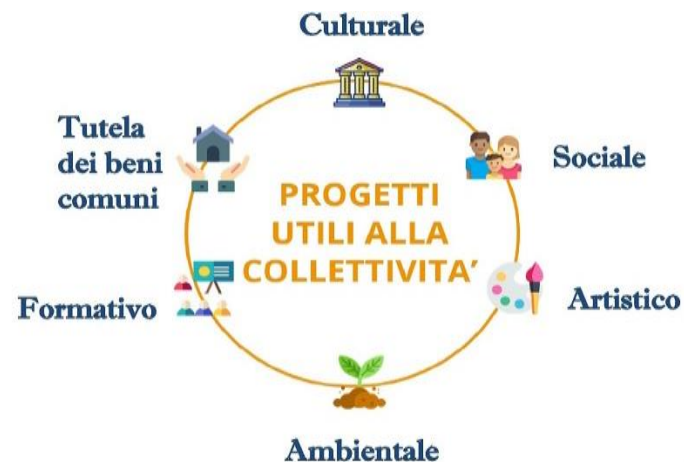 Culturale
Tutela
dei beni
comuni
Sociale
PROGETTI
UTILI ALLA
COLLETTIVITA’
Formativo
Artistico
Ambientale